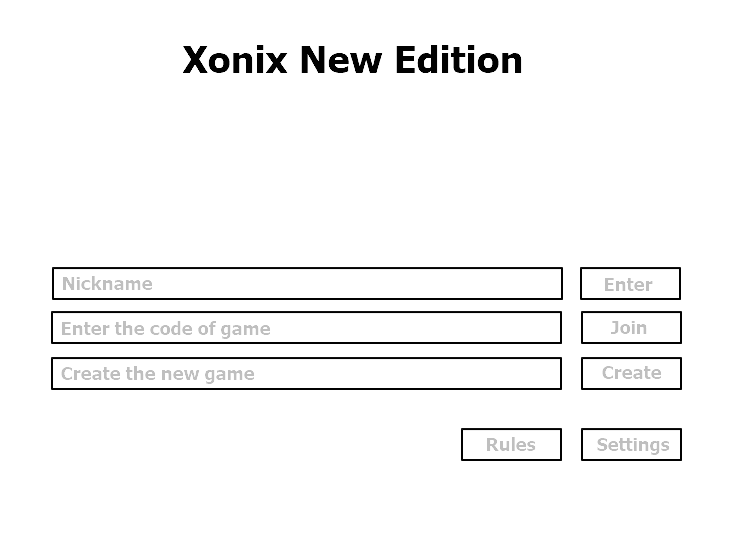 Xonix New Edition
Nickname
Enter
Enter the code of game
Join
Create the new game
Create
Rules
Settings